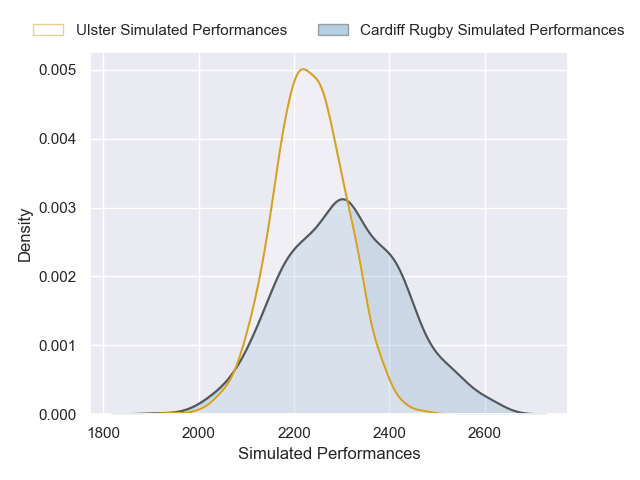 Ulster Simulated Performances Cardiff Rugby Simulated Performances
0.005
0.004
0.003
0.002
0.001
0.000
Density
1800 2000 2200 2400 2600
Simulated Performances